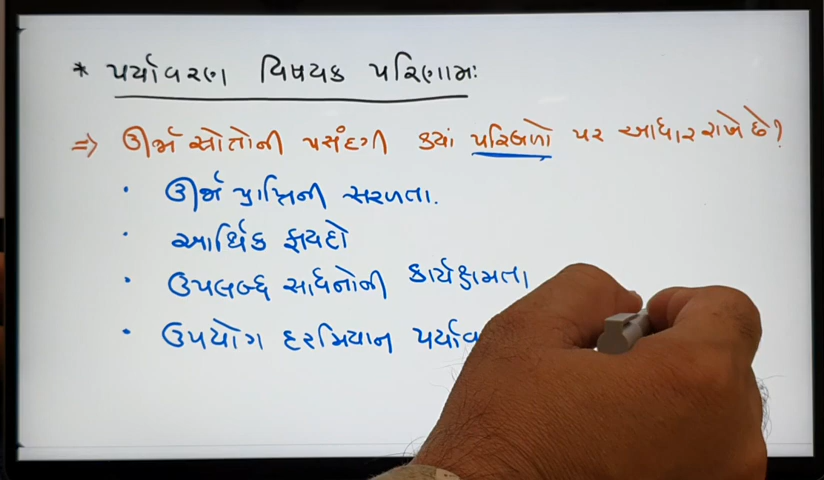 * પર્યાવરણ વિષયક પરિણામ:
=> ઊર્જા સ્રોતોની પસંદગી કયાં પરિબળો પર આધાર રાખે છે?
• ઊર્જા પ્રાપ્તિની સરળતા.
• આર્થિક ફાયદો
• ઉપલબ્ધ સાધનોની કાર્યક્ષમતા
• ઉપયોગ દરમિયાન